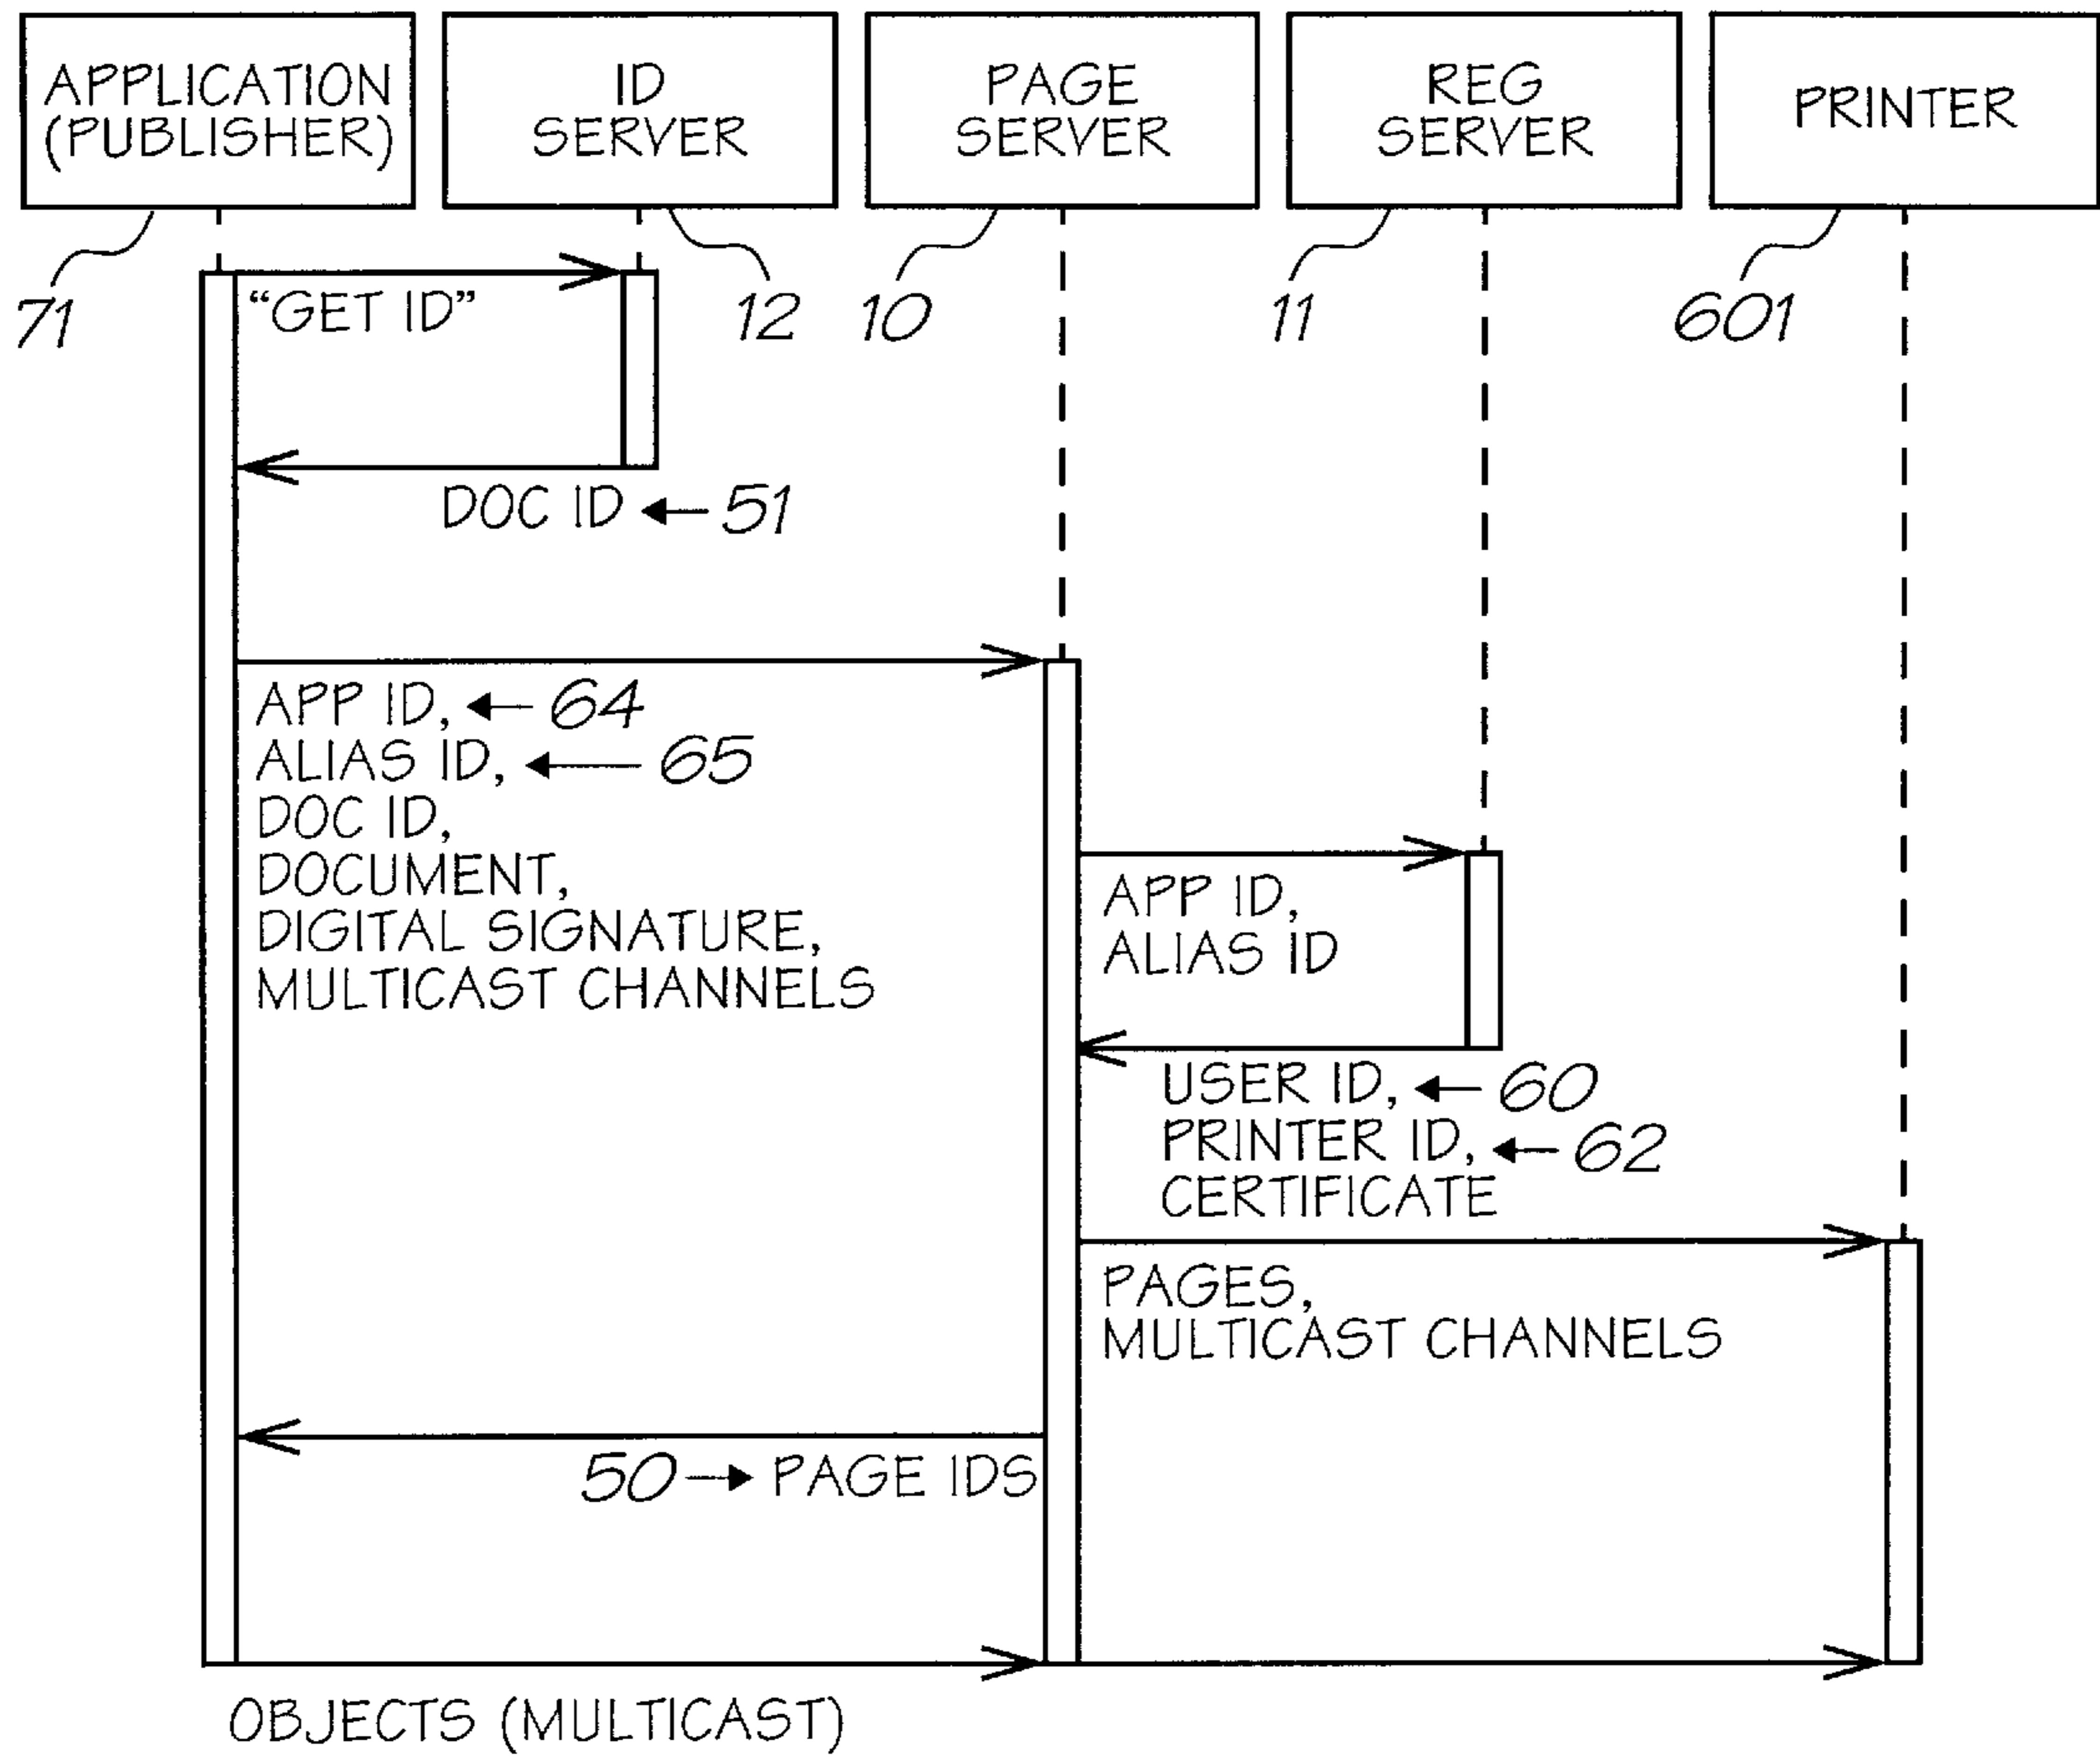 APPLICATION
(PUBLISHER)
ID
SERVER
PAGE
SERVER
REG
SERVER
PRINTER
71
12
10
11
601
“GET ID”
DOC ID 51
APP ID, 64
ALIAS ID, 65
DOC ID,
DOCUMENT,
DIGITAL SIGNATURE,
MULTICAST CHANNELS
APP ID,
ALIAS ID
USER ID, 60
PRINTER ID, 62
CERTIFICATE
PAGES,
MULTICAST CHANNELS
50 PAGE IDS
OBJECTS (MULTICAST)